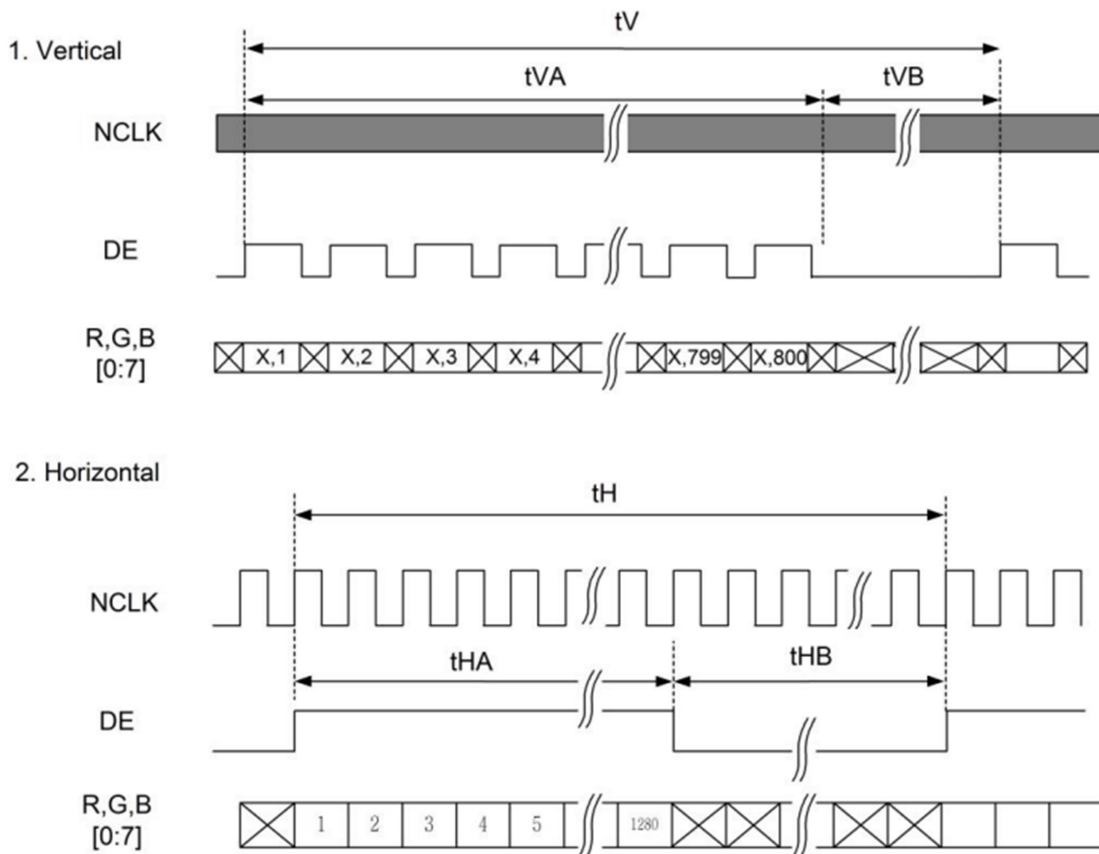 tV
1. Vertical
tVA
tVB
NCLK
DE
R,G,B
[0:7]
X,1 X,2 X,3 X,4 X,799 X,800
2. Horizontal
tH
NCLK
tHA
tHB
DE
R,G,B
[0:7]
1 2 3 4 5 1280